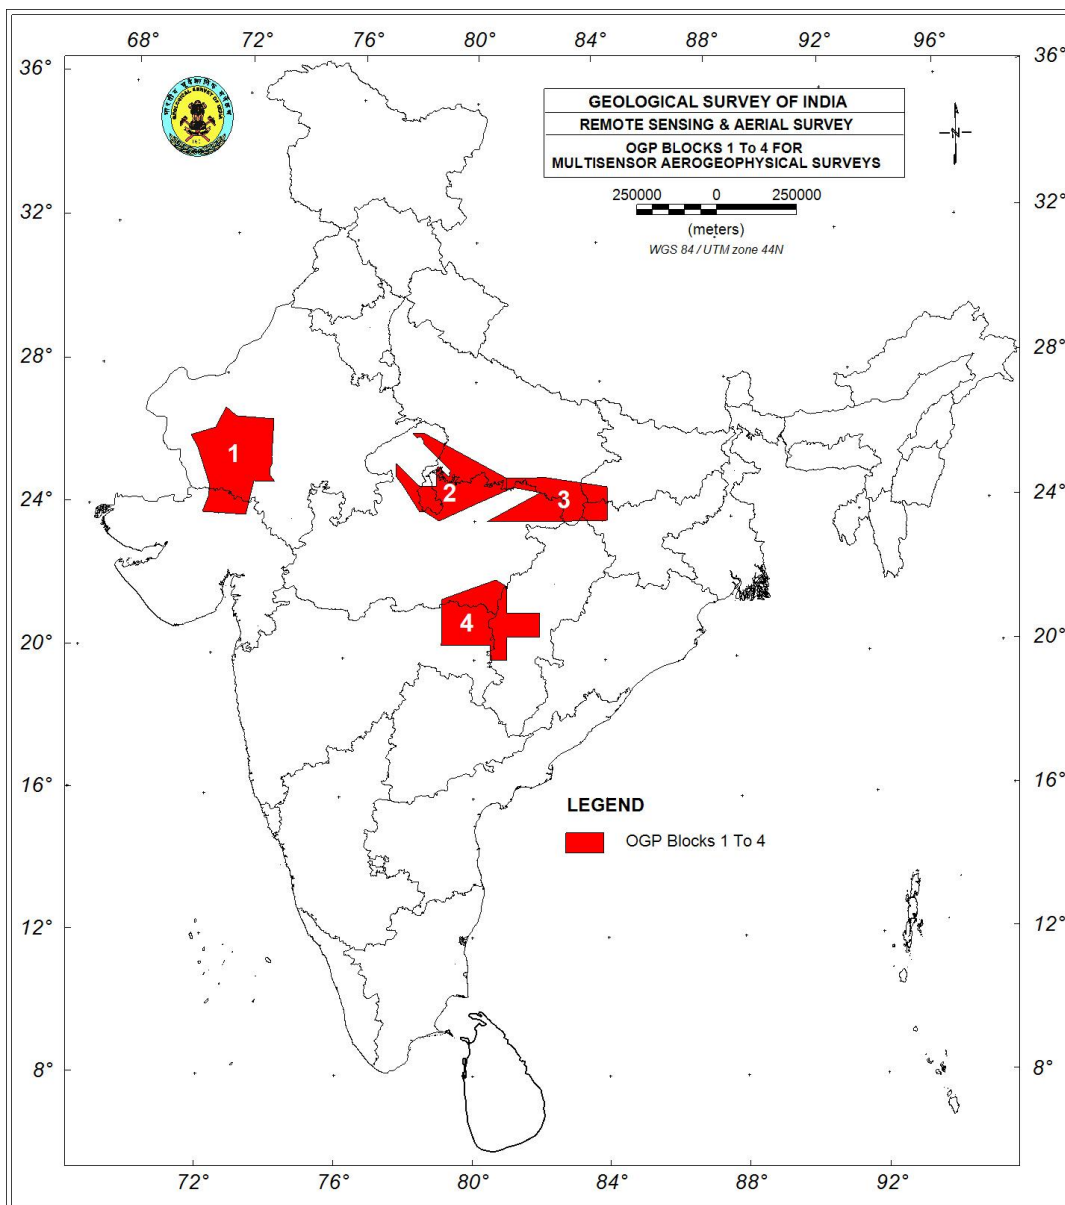 68° 72° 76° 80° 84° 88° 92° 96°
36° 36°
GEOLOGICAL SURVEY OF INDIA
REMOTE SENSING & AERIAL SURVEY
OGP BLOCKS 1 To 4 FOR
MULTISENSOR AEROGEOPHYSICAL SURVEYS
N
250000 0 250000
(meters)
WGS 84 / UTM zone 44N
32° 32°
28° 28°
1
24° 2 3 24°
20° 4 20°
16° 16°
LEGEND
OGP Blocks 1 To 4
12° 12°
8° 8°
72° 76° 80° 84° 88° 92°